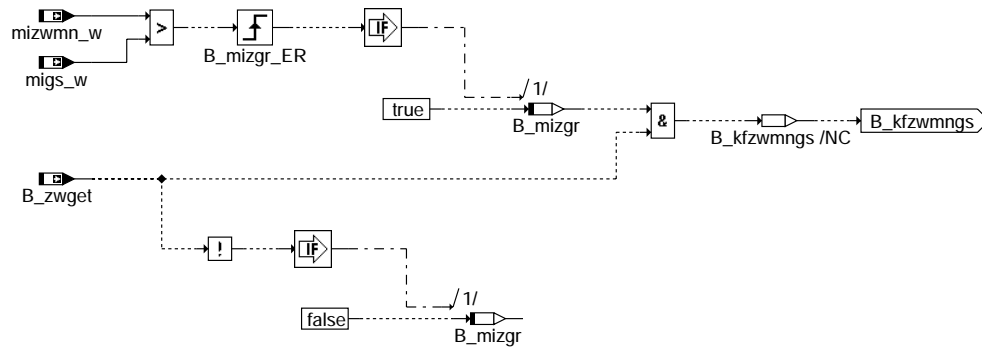 mizwmn_w
>
IF
B_mizgr_ER
migs_w
/1/
true
B_mizgr
&
B_kfzwmngs /NC
B_kfzwmngs
B_zwget
!
IF
/1/
false
B_mizgr